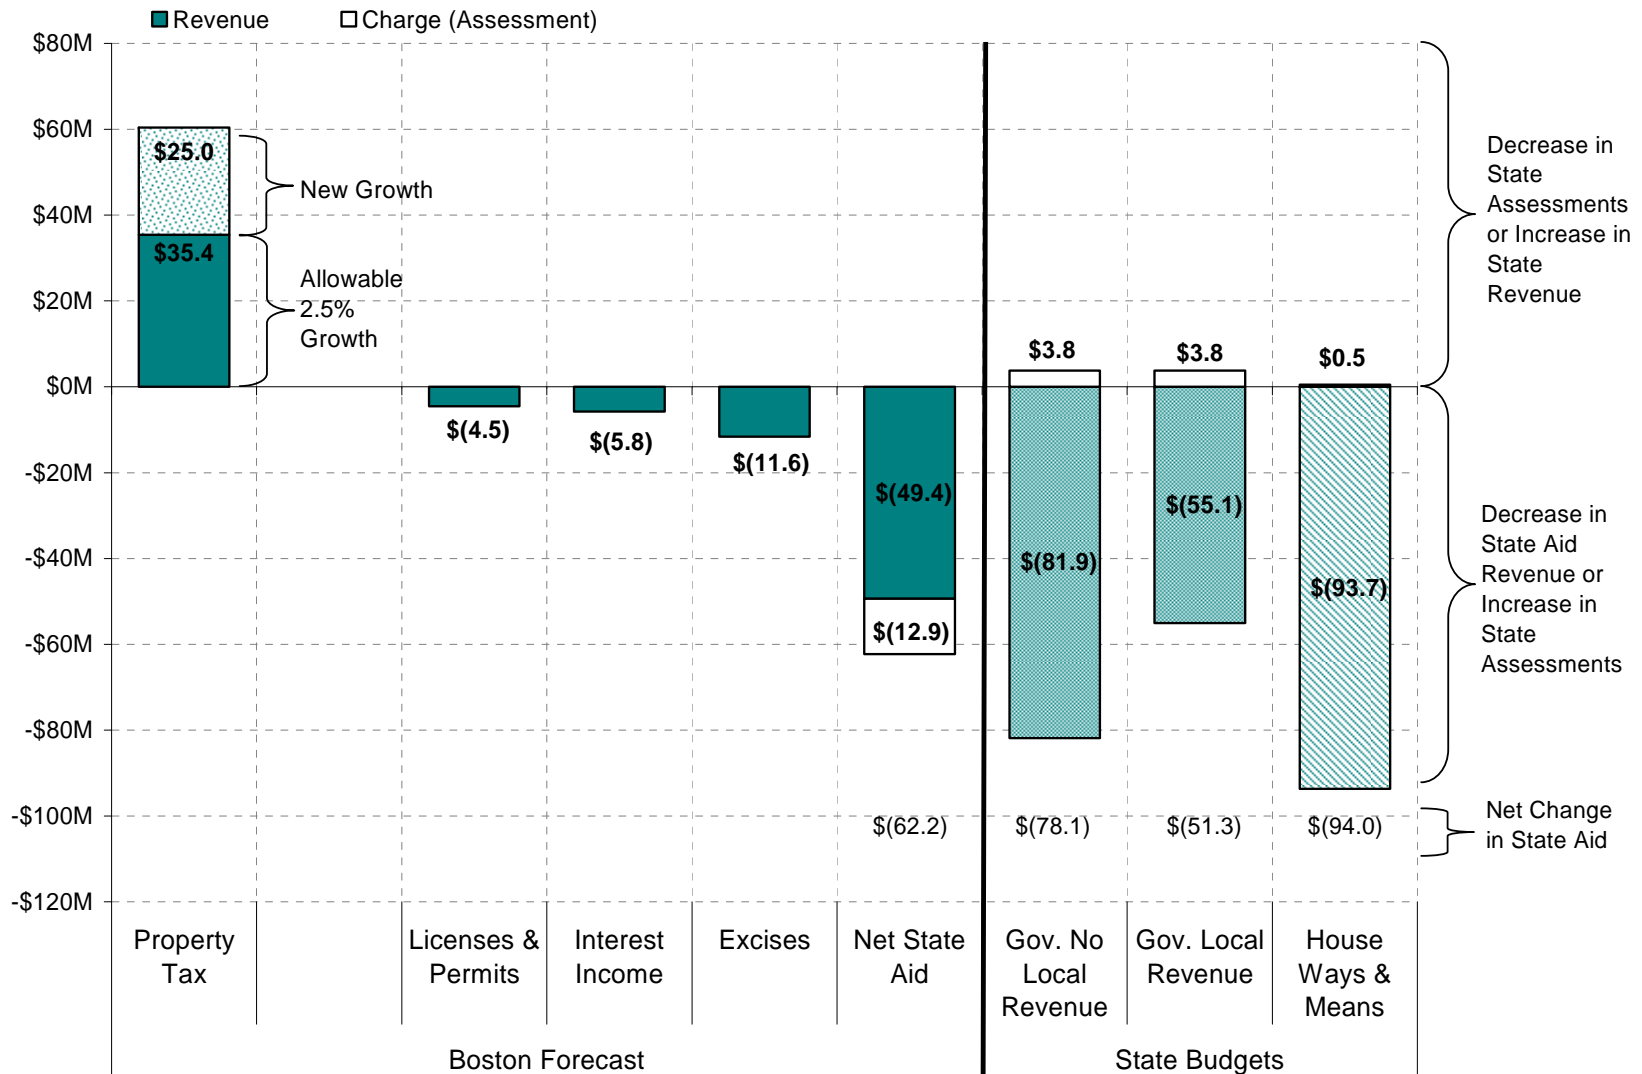 Revenue
Charge (Assessment)
$80M
$60M
$40M
$20M
$0M
-$20M
-$40M
-$60M
-$80M
-$100M
-$120M
$25.0
$35.4
New Growth
Allowable
2.5%
Growth
$(4.5)
$(5.8)
$(11.6)
$(49.4)
$(12.9)
$3.8
$3.8
$0.5
$(81.9)
$(55.1)
$(93.7)
$(62.2)
$(78.1)
$(51.3)
$(94.0)
Decrease in
State
Assessments
or Increase in
State
Revenue
Decrease in
State Aid
Revenue or
Increase in
State
Assessments
Net Change
in State Aid
Property
Tax
Licenses &
Permits
Interest
Income
Excises
Net State
Aid
Gov. No
Local
Revenue
Gov. Local
Revenue
House
Ways &
Means
Boston Forecast
State Budgets